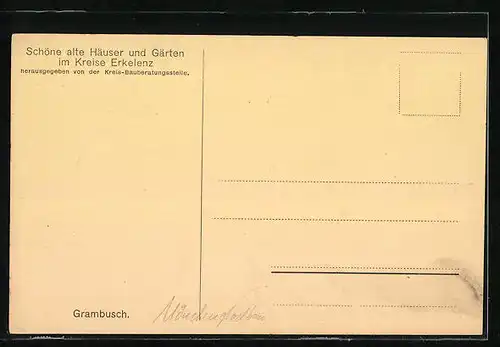 Schöne alte Häuser und Gärten
im Kreise Erkelenz
herausgegeben von der Kreis-Bauberatungsstelle.
Grambusch.